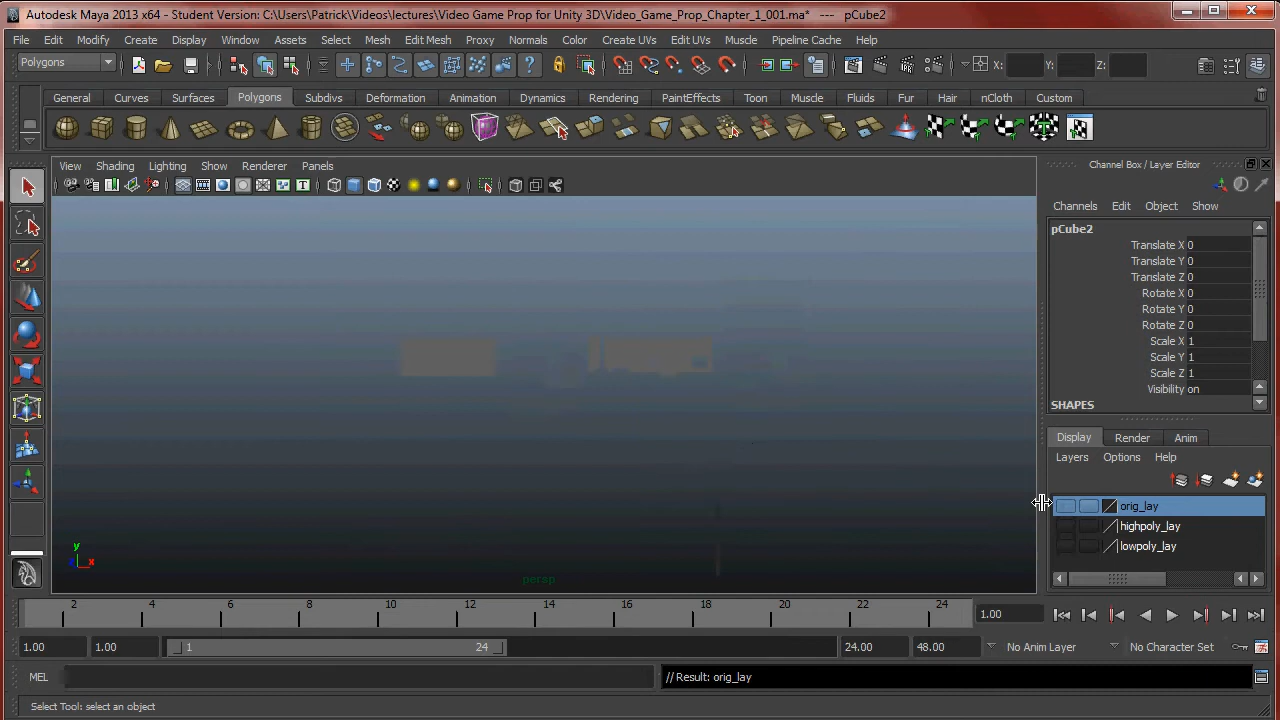 Autodesk Maya 2013 x64 - Student Version: C:\Users\Patrick\Videos\lectures\Video Game Prop for Unity 3D\Video_Game_Prop_Chapter_1_001.ma* --- pCube2
File Edit Modify Create Display Window Assets Select Mesh Edit Mesh Proxy Normals Color Create UVs Edit UVs Muscle Pipeline Cache Help
Polygons X: Y: Z:
General Curves Surfaces Polygons Subdivs Deformation Animation Dynamics Rendering PaintEffects Toon Muscle Fluids Fur Hair nCloth Custom
View Shading Lighting Show Renderer Panels
Channel Box / Layer Editor
Channels Edit Object Show
pCube2
Translate X 0
Translate Y 0
Translate Z 0
Rotate X 0
Rotate Y 0
Rotate Z 0
Scale X 1
Scale Y 1
Scale Z 1
Visibility on
SHAPES
Display Render Anim
Layers Options Help
orig_lay
highpoly_lay
lowpoly_lay
y
z x
persp
2 4 6 8 10 12 14 16 18 20 22 24 1.00
1.00 1.00 1 24 24.00 48.00 No Anim Layer No Character Set
MEL // Result: orig_lay
Select Tool: select an object